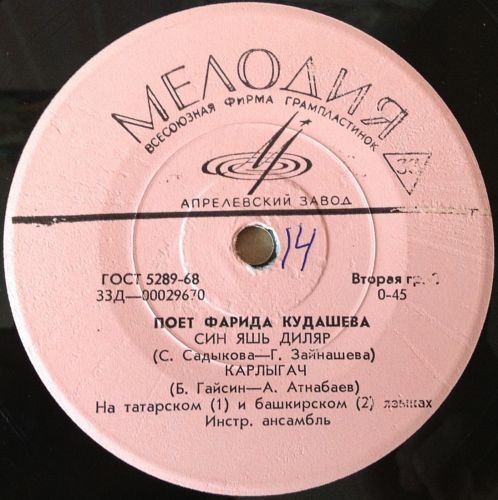 МЕЛОДИЯ
ВСЕСОЮЗНАЯ ФИРМА ГРАМПЛАСТИНОК
33
АПРЕЛЕВСКИЙ ЗАВОД
14
ГОСТ 5289-68 Вторая гр.
33Д—00029670 0-45
ПОЕТ ФАРИДА КУДАШЕВА
СИН ЯШЬ ДИЛЯР
(С. Садыкова—Г. Зайнашева)
КАРЛЫГАЧ
(Б. Гайсин—А. Атнабаев)
На татарском (1) и башкирском (2) языках
Инстр. ансамбль